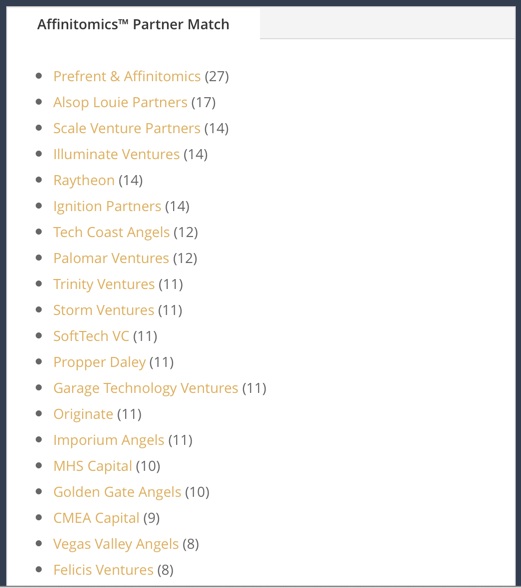 Affinitomics™ Partner Match
Prefrent & Affinitomics (27)
Alsop Louie Partners (17)
Scale Venture Partners (14)
Illuminate Ventures (14)
Raytheon (14)
Ignition Partners (14)
Tech Coast Angels (12)
Palomar Ventures (12)
Trinity Ventures (11)
Storm Ventures (11)
SoftTech VC (11)
Propper Daley (11)
Garage Technology Ventures (11)
Originate (11)
Imporium Angels (11)
MHS Capital (10)
Golden Gate Angels (10)
CMEA Capital (9)
Vegas Valley Angels (8)
Felicis Ventures (8)